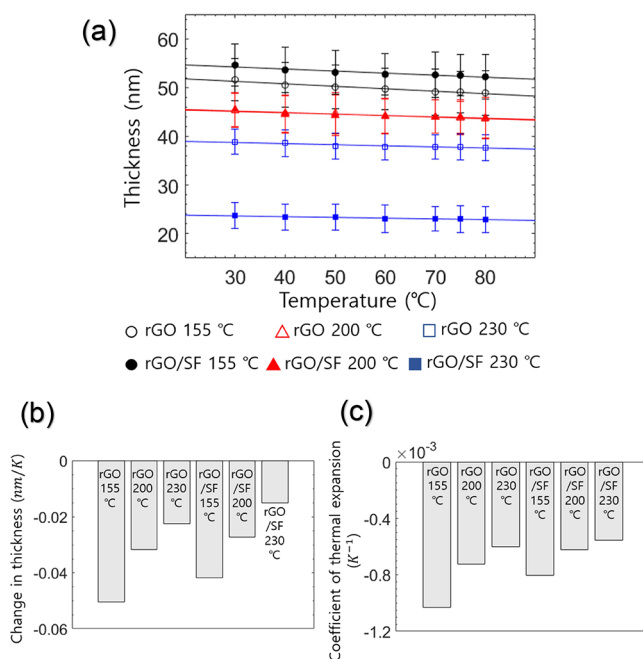 (a)
Thickness (nm)
60
50
40
30
20
30 40 50 60 70 80
Temperature (℃)
rGO 155 ℃ rGO 200 ℃ rGO 230 ℃
rGO/SF 155 ℃ rGO/SF 200 ℃ rGO/SF 230 ℃
(b)
Change in thickness (nm/K)
0
-0.02
-0.04
-0.06
rGO
155
℃
rGO
200
℃
rGO
230
℃
rGO
/SF
155
℃
rGO
/SF
200
℃
rGO
/SF
230
℃
(c)
×10⁻³
Coefficient of thermal expansion
(K⁻¹)
0
-0.4
-0.8
-1.2
rGO
155
℃
rGO
200
℃
rGO
230
℃
rGO
/SF
155
℃
rGO
/SF
200
℃
rGO
/SF
230
℃